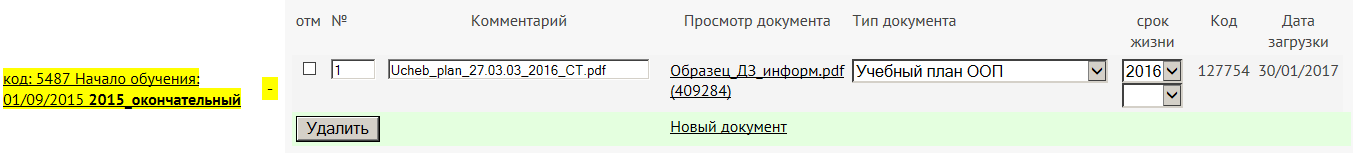 отм № Комментарий Просмотр документа Тип документа срок жизни Код Дата загрузки
код: 5487 Начало обучения:
01/09/2015 2015_окончательный
-
1 Ucheb_plan_27.03.03_2016_СТ.pdf Образец_ДЗ_информ.pdf Учебный план ООП 2016 127754 30/01/2017
(409284)
Удалить Новый документ